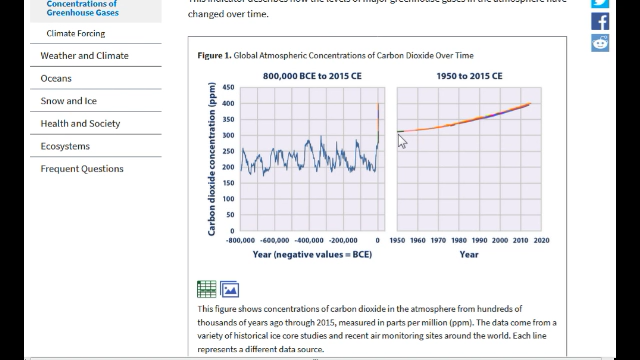 Concentrations of
Greenhouse Gases
Climate Forcing
Weather and Climate
Oceans
Snow and Ice
Health and Society
Ecosystems
Frequent Questions
This indicator describes how the levels of major greenhouse gases in the atmosphere have
changed over time.
Figure 1. Global Atmospheric Concentrations of Carbon Dioxide Over Time
800,000 BCE to 2015 CE
1950 to 2015 CE
Carbon dioxide concentration (ppm)
450
400
350
300
250
200
150
100
50
0
-800,000 -600,000 -400,000 -200,000 0
1950 1960 1970 1980 1990 2000 2010 2020
Year (negative values = BCE)
Year
This figure shows concentrations of carbon dioxide in the atmosphere from hundreds of
thousands of years ago through 2015, measured in parts per million (ppm). The data come from a
variety of historical ice core studies and recent air monitoring sites around the world. Each line
represents a different data source.